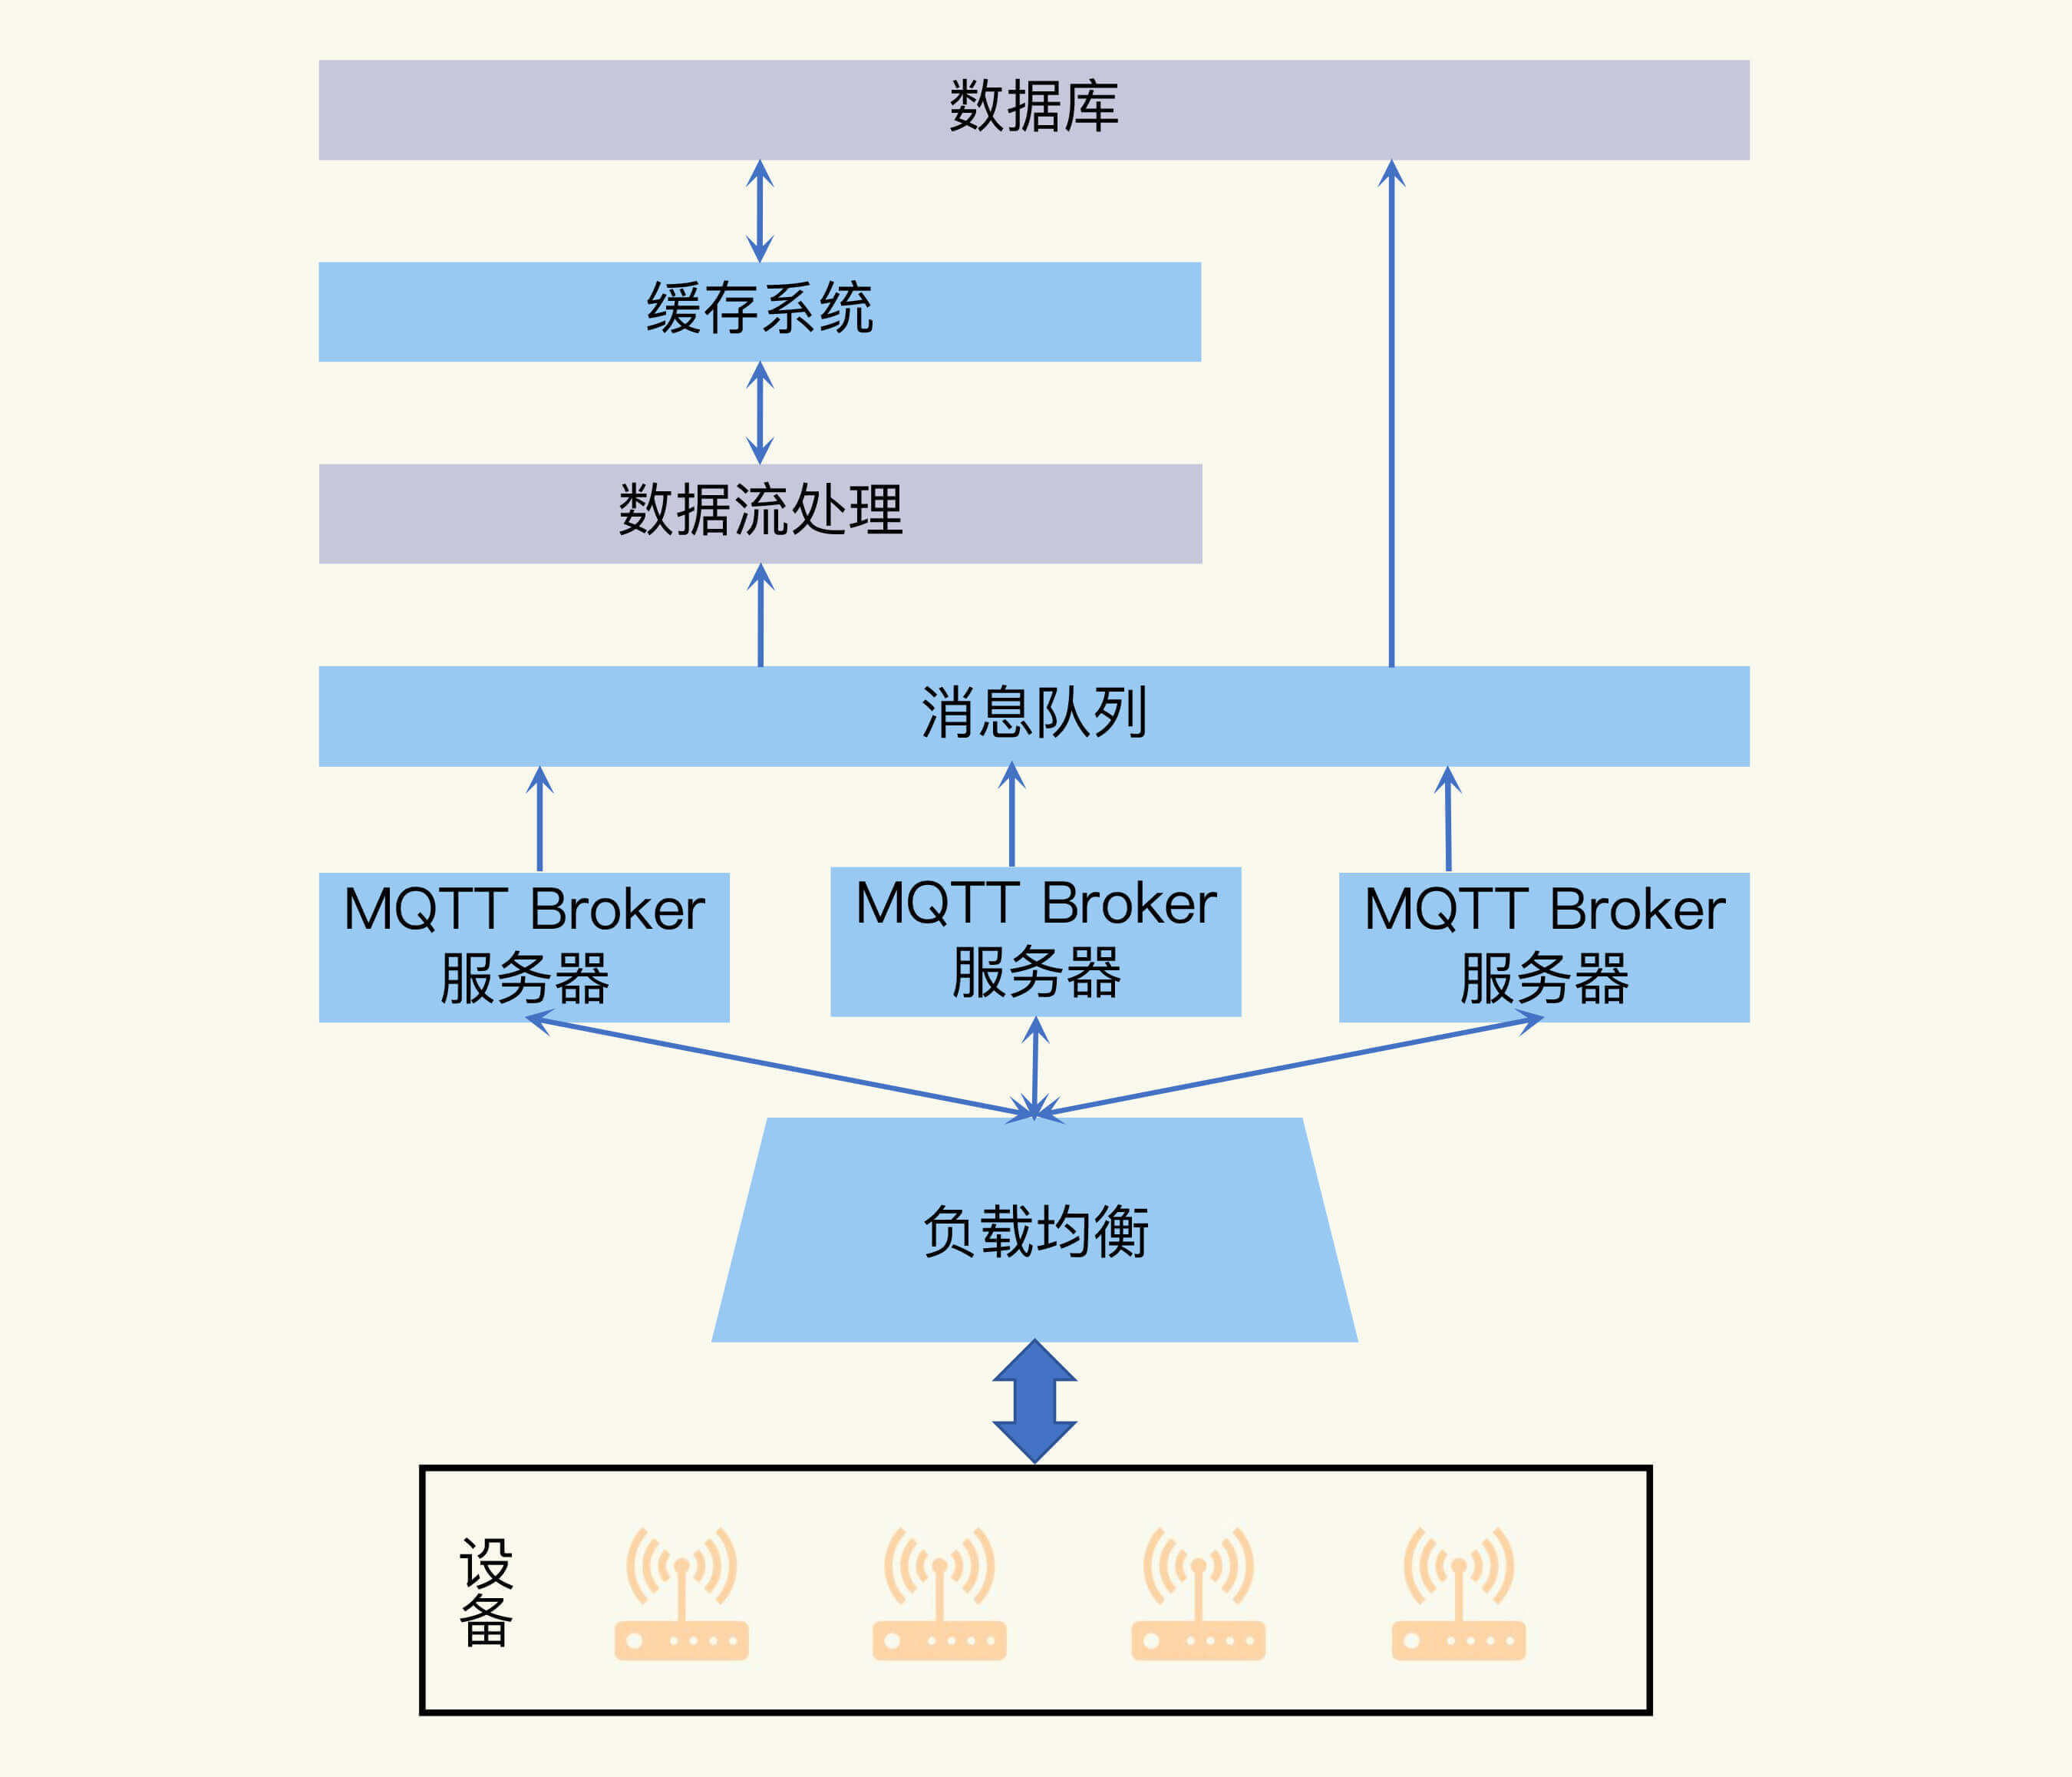 数据库
缓存系统
数据流处理
消息队列
MQTT Broker
服务器
MQTT Broker
服务器
MQTT Broker
服务器
负载均衡
设
备